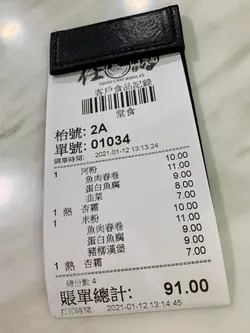 客戶食品記錄
堂食
枱號: 2A
單號: 01034
開單時間: 2021-01-12 13:13:24
1 河粉 10.00
魚肉春卷 11.00
蛋白魚腐 9.00
韭菜 8.00
1 熱 杏霜 7.00
1 米粉 10.00
魚肉春卷 11.00
蛋白魚腐 9.00
豬樑漢堡 9.00
1 熱 杏霜 7.00
總份數: 4
賬單總計: 91.00
打印時間: 2021-01-12 13:14:45